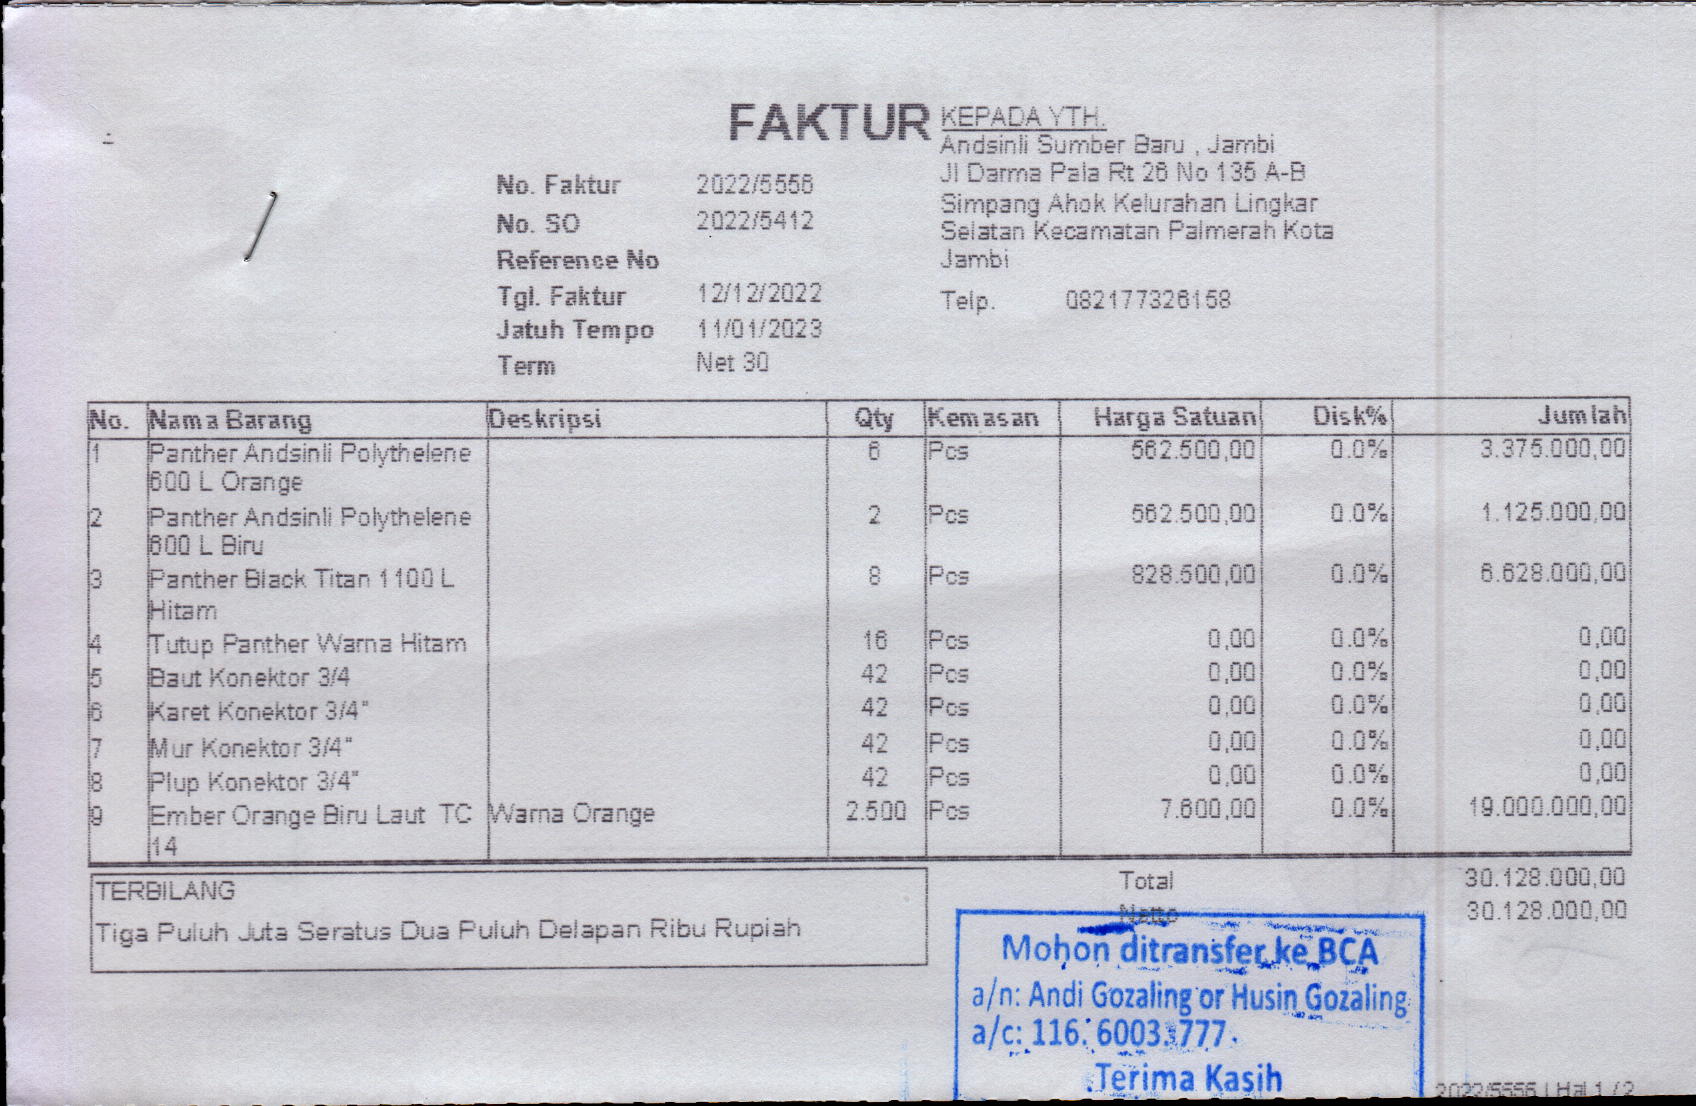 FAKTUR
No. Faktur 2022/5556
No. SO 2022/5412
Reference No
Tgl. Faktur 12/12/2022
Jatuh Tempo 11/01/2023
Term Net 30
KEPADA YTH.
Andsinli Sumber Baru , Jambi
Jl Darma Pala Rt 26 No 135 A-B
Simpang Ahok Kelurahan Lingkar
Selatan Kecamatan Palmerah Kota
Jambi
Telp. 082177326158
No. Nama Barang Deskripsi Qty Kemasan Harga Satuan Disk% Jumlah
1 Panther Andsinli Polythelene 6 Pcs 562.500,00 0.0% 3.375.000,00
600 L Orange
2 Panther Andsinli Polythelene 2 Pcs 562.500,00 0.0% 1.125.000,00
600 L Biru
3 Panther Black Titan 1100 L 8 Pcs 828.500,00 0.0% 6.628.000,00
Hitam
4 Tutup Panther Warna Hitam 16 Pcs 0,00 0.0% 0,00
5 Baut Konektor 3/4 42 Pcs 0,00 0.0% 0,00
6 Karet Konektor 3/4" 42 Pcs 0,00 0.0% 0,00
7 Mur Konektor 3/4" 42 Pcs 0,00 0.0% 0,00
8 Plup Konektor 3/4" 42 Pcs 0,00 0.0% 0,00
9 Ember Orange Biru Laut TC Warna Orange 2.500 Pcs 7.600,00 0.0% 19.000.000,00
14
TERBILANG
Tiga Puluh Juta Seratus Dua Puluh Delapan Ribu Rupiah
Total 30.128.000,00
Netto 30.128.000,00
Mohon ditransfer ke BCA
a/n: Andi Gozaling or Husin Gozaling
a/c: 116. 6003.777
Terima Kasih
2022/5556 | Hal 1 / 2